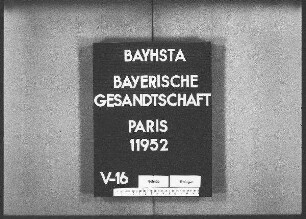 BAYHSTA
BAYERISCHE
GESANDTSCHAFT
PARIS
11952
V-16